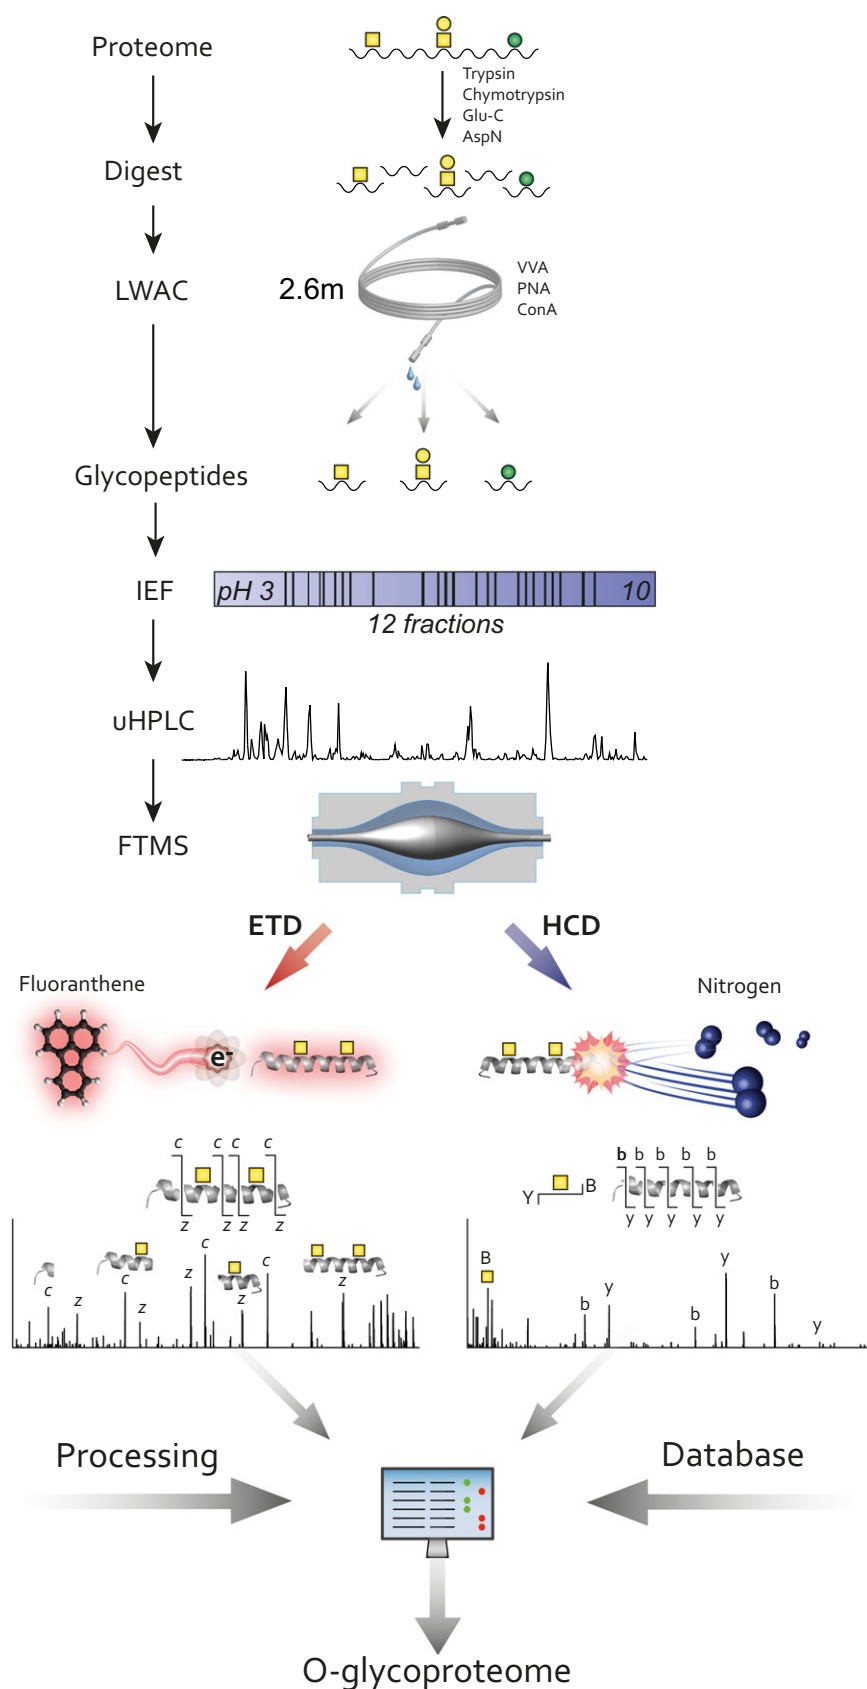 Proteome
Trypsin
Chymotrypsin
Glu-C
AspN
Digest
LWAC
2.6m
VVA
PNA
ConA
Glycopeptides
IEF
pH 3
10
12 fractions
uHPLC
FTMS
ETD
HCD
Fluoranthene
Nitrogen
e-
c c c c
z z z z
b b b b b
Y B
y y y y y
c
z
c
z
z
c
z
c
z
B
b
y
b
y
b
y
Processing
Database
O-glycoproteome